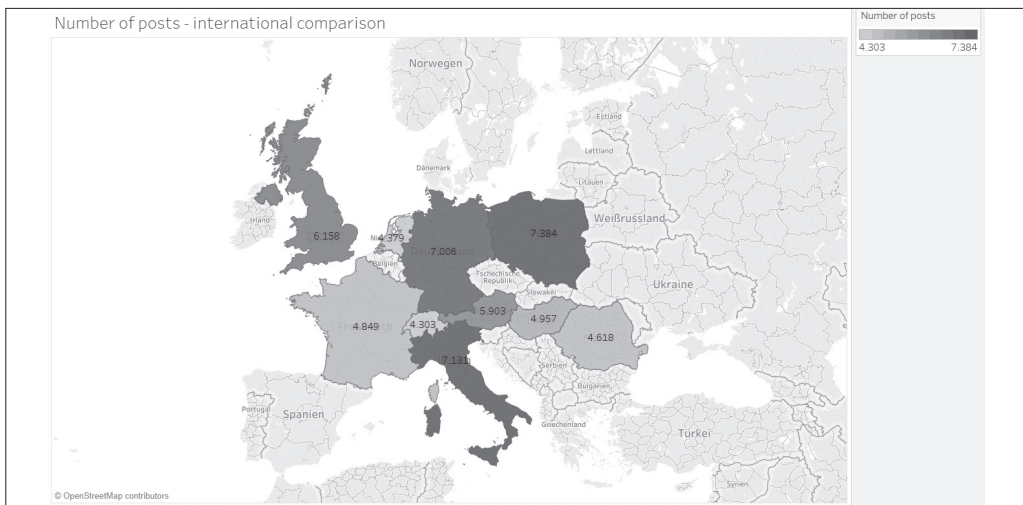 Number of posts - international comparison
Number of posts
4.303 7.384
Norwegen
Estland
Lettland
Dänemark
Litauen
Irland
Weißrussland
6.158
4.379
7.006
7.384
Belgien
Tschechische
Republik
Slowakei
Ukraine
5.903
4.849
4.303
4.957
4.618
7.131
Serbien
Bulgarien
Portugal
Spanien
Griechenland
Türkei
Syrien
© OpenStreetMap contributors